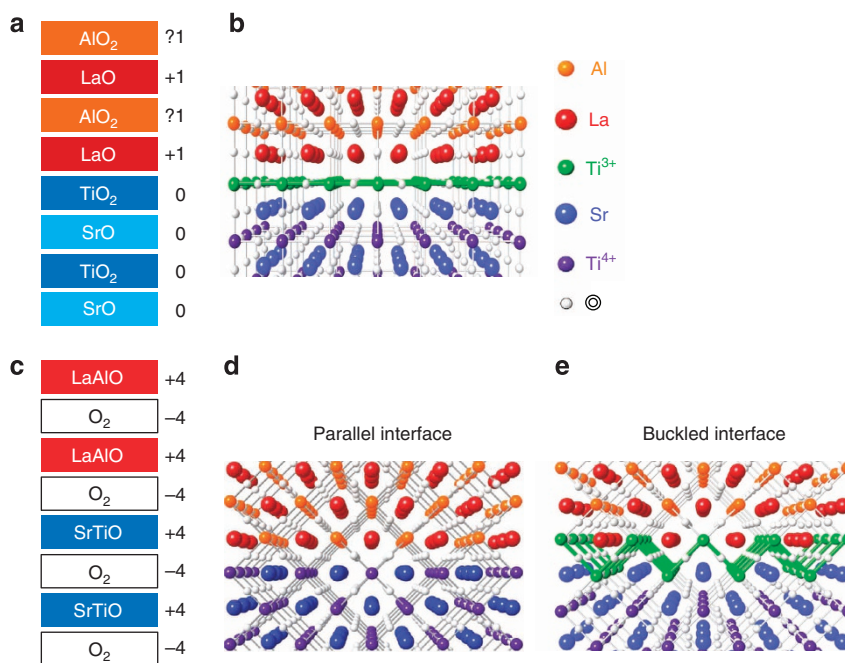 a
AlO₂ ?1
LaO +1
AlO₂ ?1
LaO +1
TiO₂ 0
SrO 0
TiO₂ 0
SrO 0
b
Al
La
Ti³⁺
Sr
Ti⁴⁺
c
LaAlO +4
O₂ –4
LaAlO +4
O₂ –4
SrTiO +4
O₂ –4
SrTiO +4
O₂ –4
d
Parallel interface
e
Buckled interface